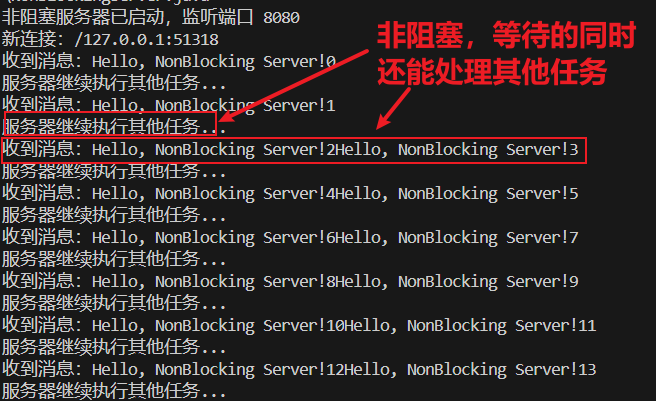 非阻塞服务器已启动，监听端口 8080
新连接：/127.0.0.1:51318
收到消息：Hello, NonBlocking Server!0
服务器继续执行其他任务...
收到消息：Hello, NonBlocking Server!1
服务器继续执行其他任务...
收到消息：Hello, NonBlocking Server!2Hello, NonBlocking Server!3
服务器继续执行其他任务...
收到消息：Hello, NonBlocking Server!4Hello, NonBlocking Server!5
服务器继续执行其他任务...
收到消息：Hello, NonBlocking Server!6Hello, NonBlocking Server!7
服务器继续执行其他任务...
收到消息：Hello, NonBlocking Server!8Hello, NonBlocking Server!9
服务器继续执行其他任务...
收到消息：Hello, NonBlocking Server!10Hello, NonBlocking Server!11
服务器继续执行其他任务...
收到消息：Hello, NonBlocking Server!12Hello, NonBlocking Server!13
服务器继续执行其他任务...
非阻塞，等待的同时
还能处理其他任务